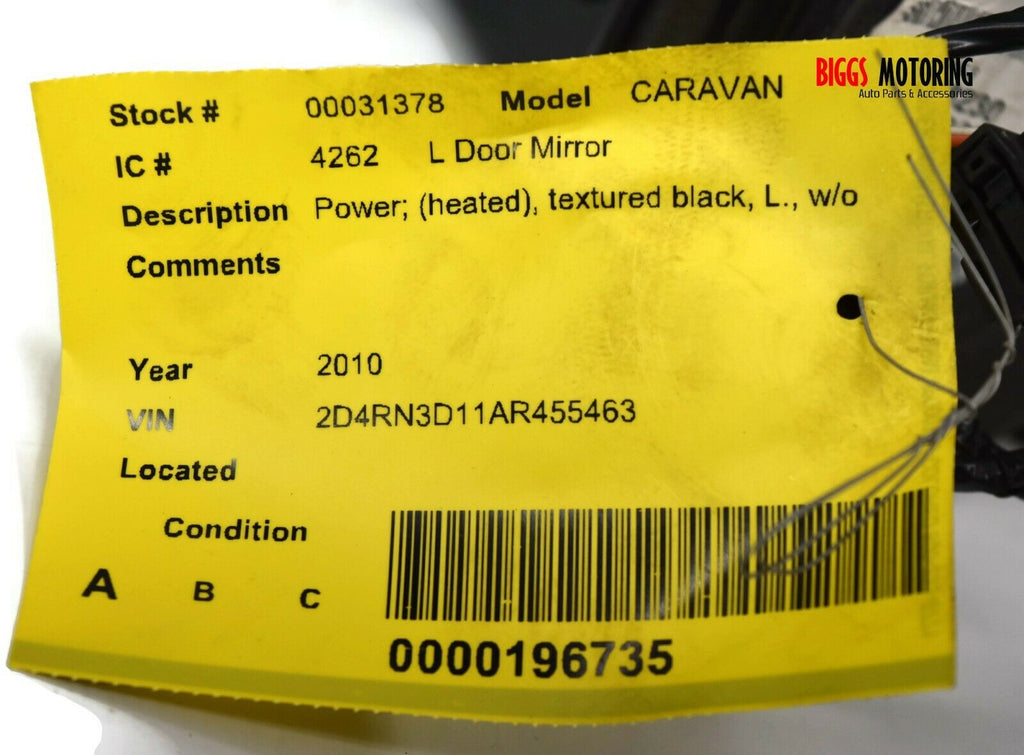 BIGGS MOTORING
Auto Parts & Accessories
Stock # 00031378 Model CARAVAN
IC # 4262 L Door Mirror
Description Power; (heated), textured black, L., w/o
Comments
Year 2010
VIN 2D4RN3D11AR455463
Located
Condition
A B C
0000196735